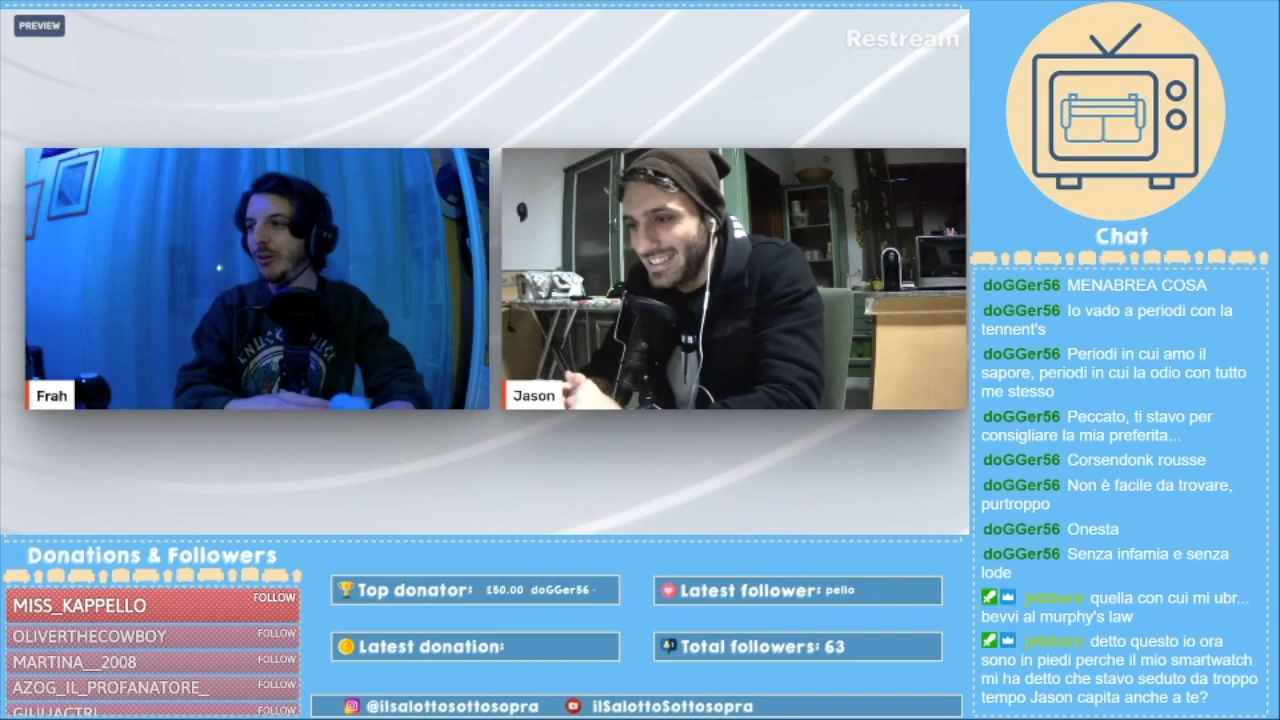 PREVIEW
Restream
Frah
Jason
Chat
doGGer56 MENABREA COSA
doGGer56 Io vado a periodi con la
tennent's
doGGer56 Periodi in cui amo il
sapore, periodi in cui la odio con tutto
me stesso
doGGer56 Peccato, ti stavo per
consigliare la mia preferita...
doGGer56 Corsendonk rousse
doGGer56 Non è facile da trovare,
purtroppo
doGGer56 Onesta
doGGer56 Senza infamia e senza
lode
quella con cui mi ubr...
bevvi al murphy's law
detto questo io ora
sono in piedi perche il mio smartwatch
mi ha detto che stavo seduto da troppo
tempo Jason capita anche a te?
Donations & Followers
MISS_KAPPELLO FOLLOW
OLIVERTHECOWBOY FOLLOW
MARTINA__2008 FOLLOW
AZOG_IL_PROFANATORE_ FOLLOW
FOLLOW
Top donator: £50.00 doGGer56 -
Latest follower: pello
Latest donation:
Total followers: 63
@ilsalottosottosopra
ilSalottoSottosopra